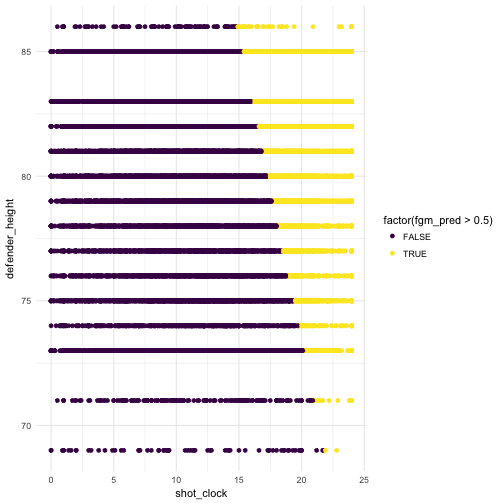 85
80
75
70
defender_height
0
5
10
15
20
25
shot_clock
factor(fgm_pred > 0.5)
FALSE
TRUE